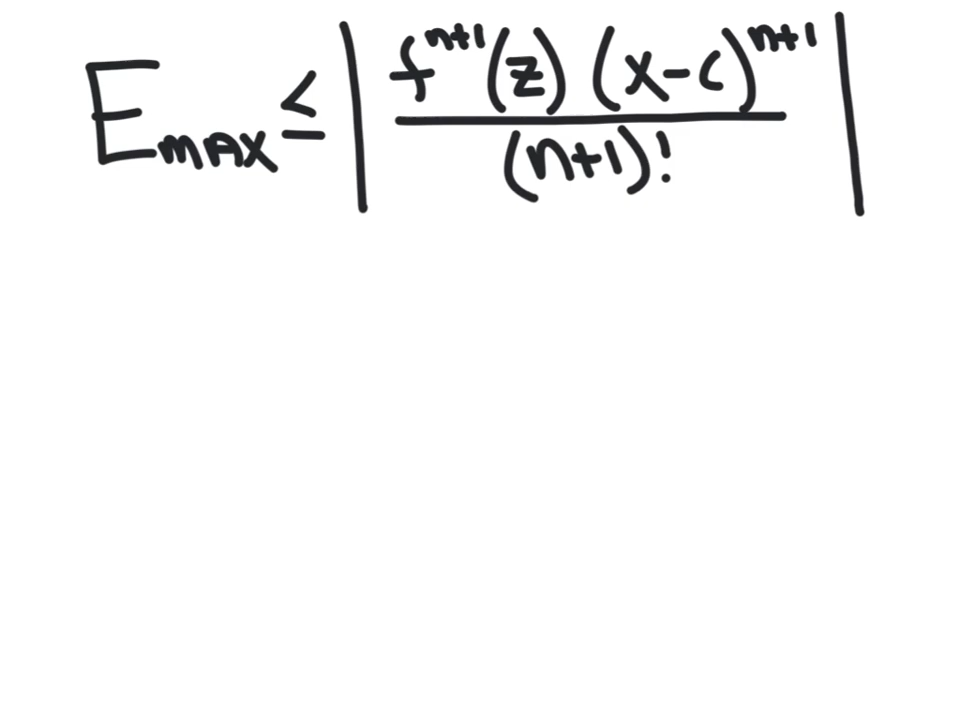 E_max ≤ | f^{n+1}(z) (x-c)^{n+1} / (n+1)! |